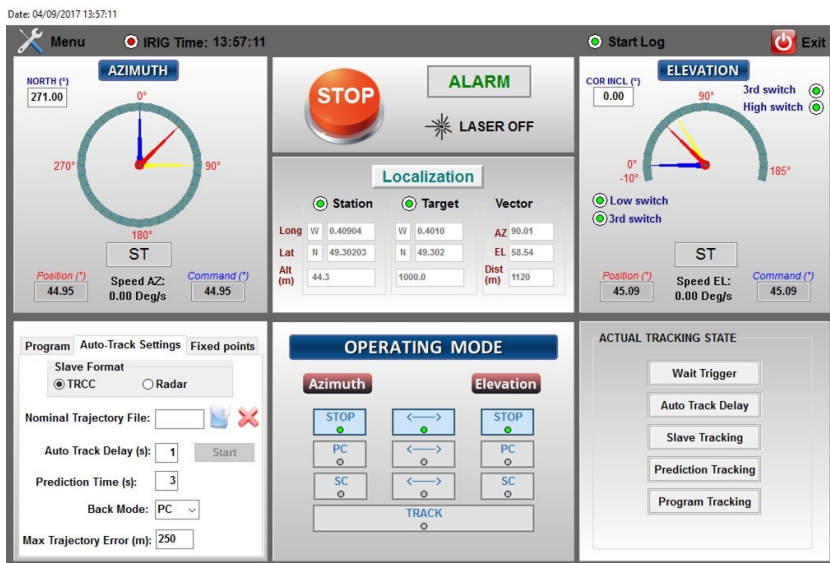 Date: 04/09/2017 13:57:11
Menu IRIG Time: 13:57:11 Start Log Exit
AZIMUTH
NORTH (°)
271.00
0°
270° 90°
180°
ST
Position (°) Speed AZ: Command (°)
44.95 0.00 Deg/s 44.95
STOP
ALARM
LASER OFF
Localization
Station Target Vector
Long W 0.40904 W 0.4010 AZ 90.01
Lat N 49.30203 N 49.302 EL 58.54
Alt (m) 44.3 1000.0 Dist (m) 1120
ELEVATION
COR INCL (°)
0.00
90°
3rd switch
High switch
0°
-10°
185°
Low switch
3rd switch
ST
Position (°) Speed EL: Command (°)
45.09 0.00 Deg/s 45.09
Program Auto-Track Settings Fixed points
Slave Format
TRCC Radar
Nominal Trajectory File:
Auto Track Delay (s): 1 Start
Prediction Time (s): 3
Back Mode: PC
Max Trajectory Error (m): 250
OPERATING MODE
Azimuth Elevation
STOP <--> STOP
PC <--> PC
SC <--> SC
TRACK
ACTUAL TRACKING STATE
Wait Trigger
Auto Track Delay
Slave Tracking
Prediction Tracking
Program Tracking